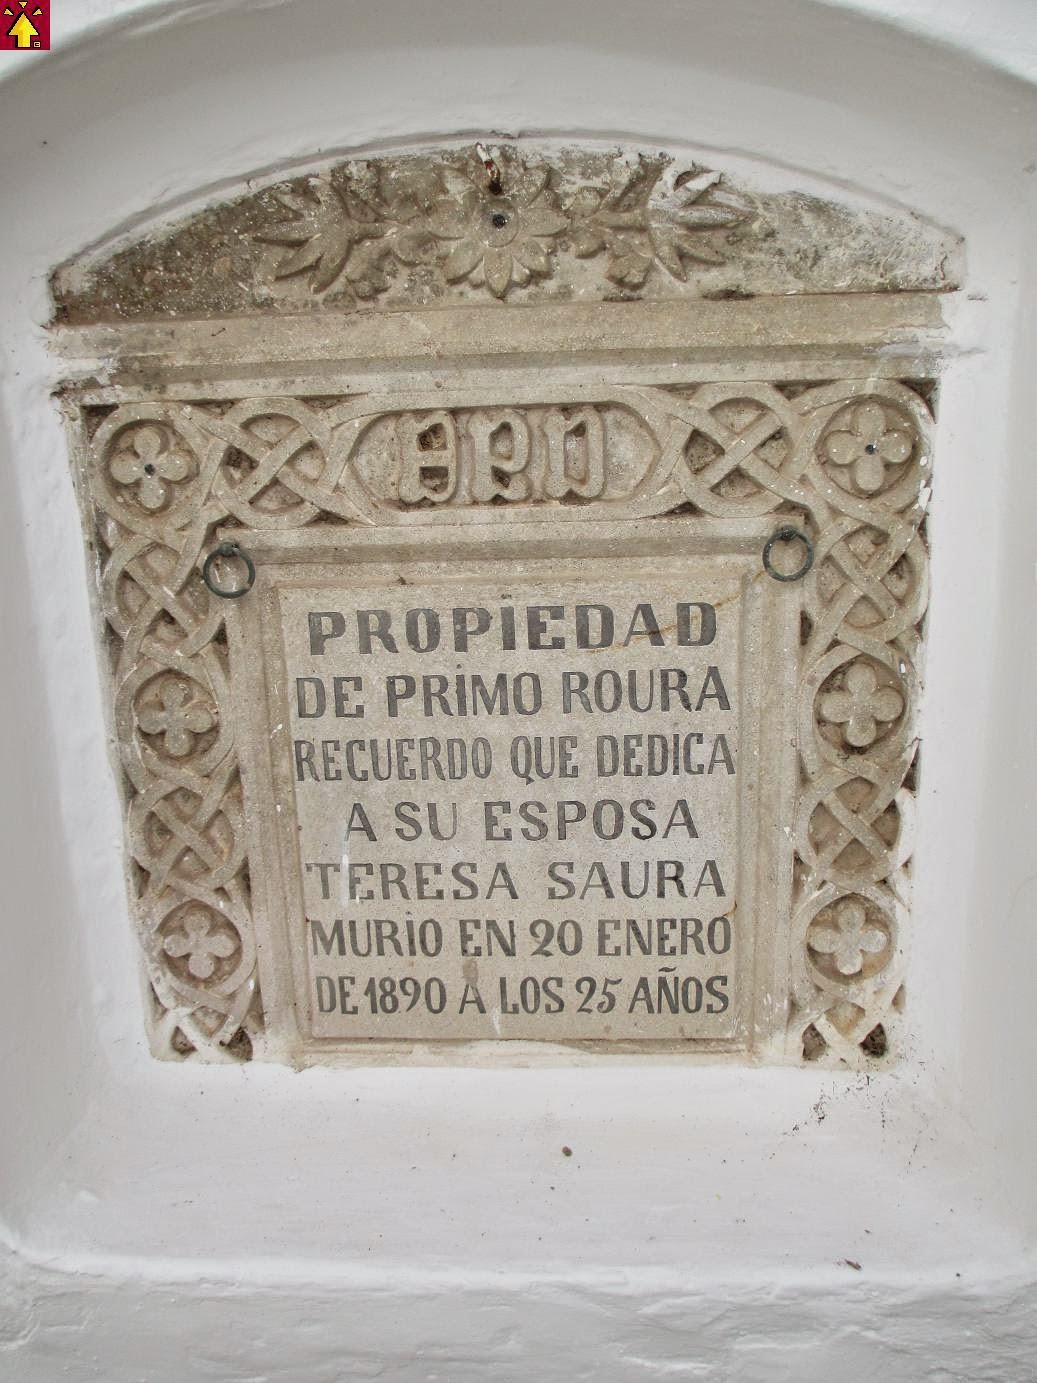 PROPIEDAD
DE PRIMO ROURA
RECUERDO QUE DEDICA
A SU ESPOSA
TERESA SAURA
MURIO EN 20 ENERO
DE 1890 A LOS 25 AÑOS